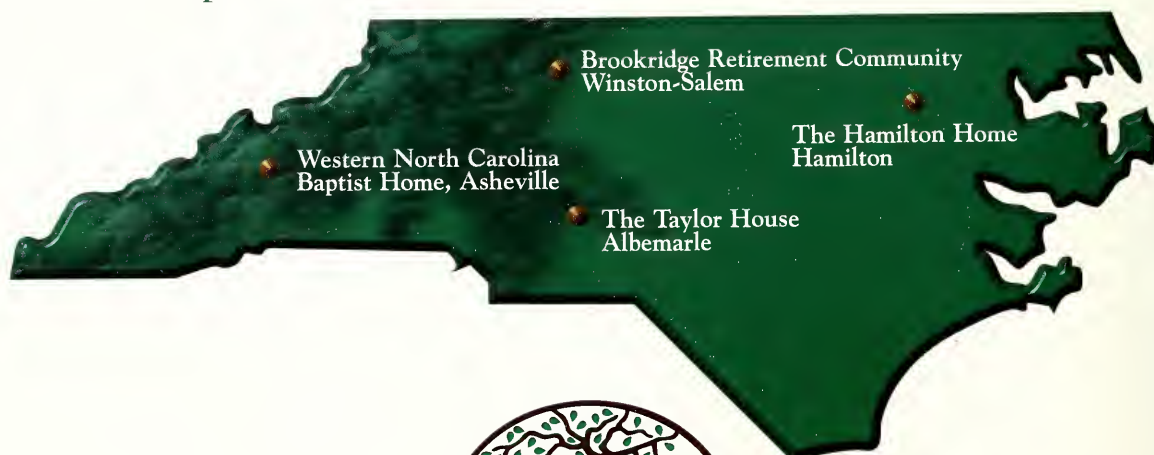 Brookridge Retirement Community
Winston-Salem
The Hamilton Home
Hamilton
Western North Carolina
Baptist Home, Asheville
The Taylor House
Albemarle